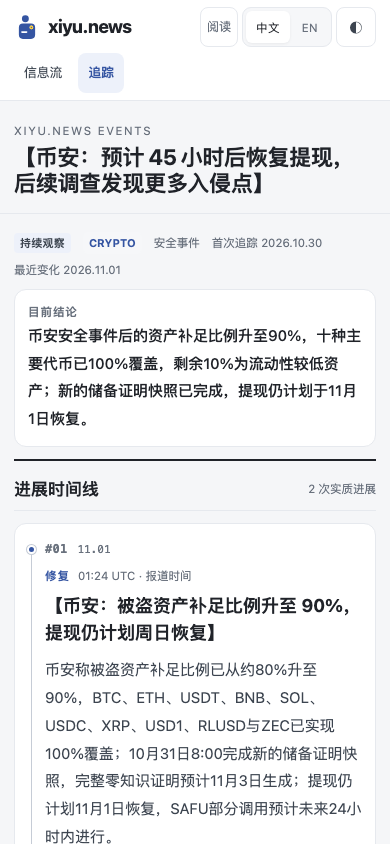 xiyu.news
阅读
中文
EN
信息流
追踪
XIYU.NEWS EVENTS
【币安：预计 45 小时后恢复提现，
后续调查发现更多入侵点】
持续观察 CRYPTO 安全事件 首次追踪 2026.10.30
最近变化 2026.11.01
目前结论
币安安全事件后的资产补足比例升至90%，十种主
要代币已100%覆盖，剩余10%为流动性较低资
产；新的储备证明快照已完成，提现仍计划于11月
1日恢复。
进展时间线
2 次实质进展
#01 11.01
修复 01:24 UTC · 报道时间
【币安：被盗资产补足比例升至 90%，
提现仍计划周日恢复】
币安称被盗资产补足比例已从约80%升至
90%，BTC、ETH、USDT、BNB、SOL、
USDC、XRP、USD1、RLUSD与ZEC已实现
100%覆盖；10月31日8:00完成新的储备证明快
照，完整零知识证明预计11月3日生成；提现仍
计划11月1日恢复，SAFU部分调用预计未来24小
时内进行。